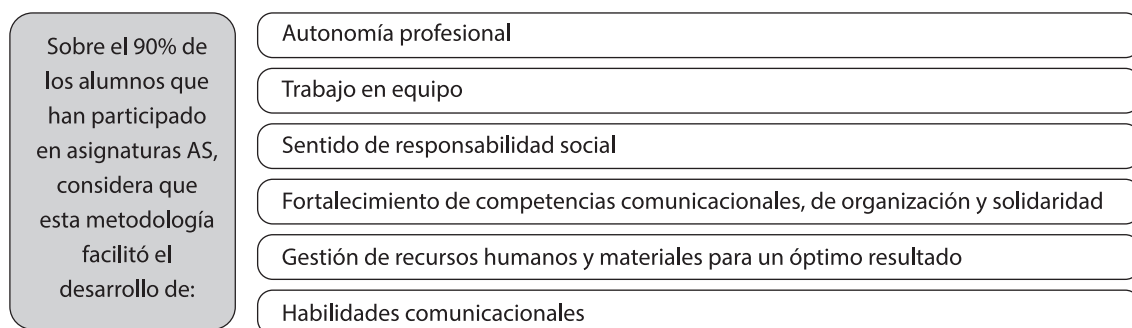 Sobre el 90% de
los alumnos que
han participado
en asignaturas AS,
considera que
esta metodología
facilitó el
desarrollo de:
Autonomía profesional
Trabajo en equipo
Sentido de responsabilidad social
Fortalecimiento de competencias comunicacionales, de organización y solidaridad
Gestión de recursos humanos y materiales para un óptimo resultado
Habilidades comunicacionales